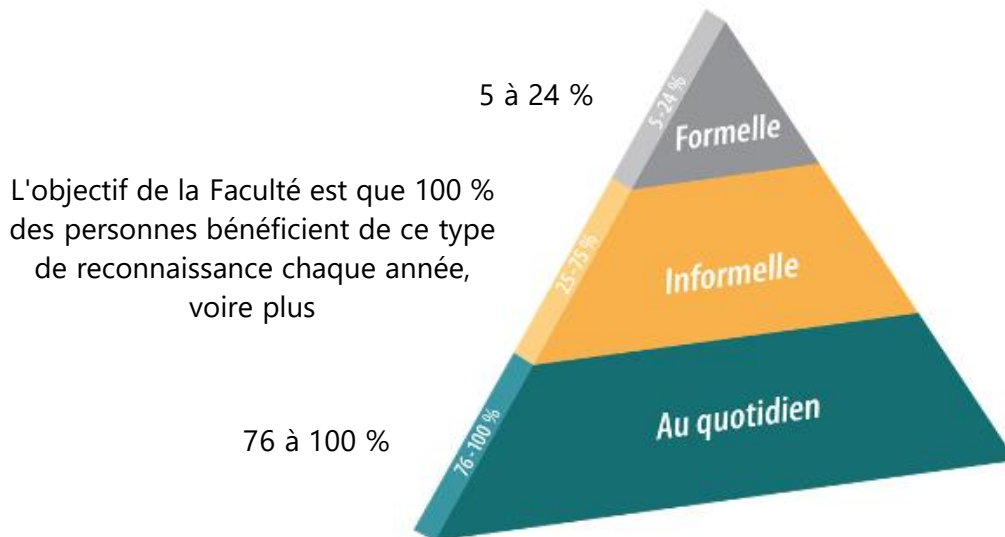 5 à 24 %
5 - 24 %
Formelle
L'objectif de la Faculté est que 100 %
des personnes bénéficient de ce type
de reconnaissance chaque année,
voire plus
25-75 %
Informelle
76 à 100 %
76 - 100 %
Au quotidien